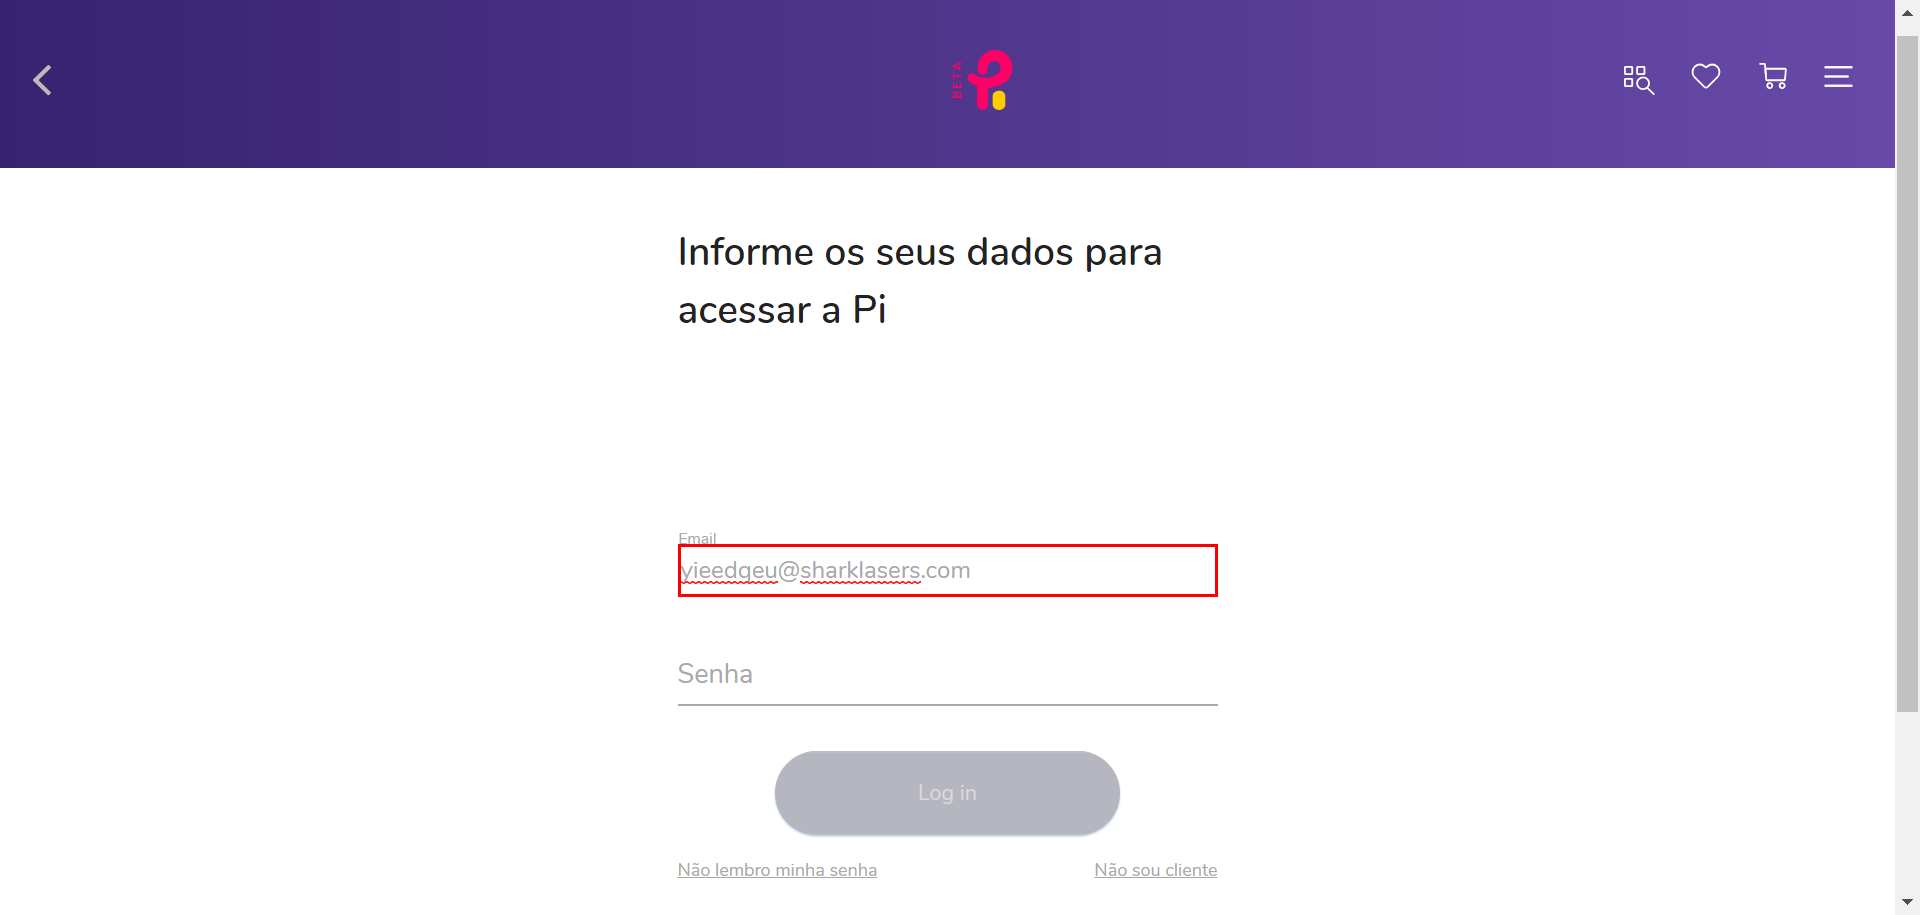 BETA
Informe os seus dados para
acessar a Pi
Email
yieedqeu@sharklasers.com
Senha
Log in
Não lembro minha senha
Não sou cliente